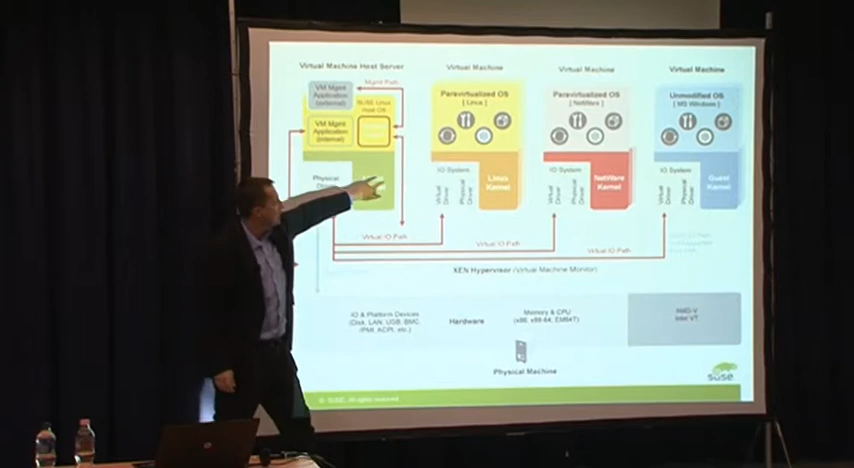 Virtual Machine Host Server
VM Mgmt
Application
(external)
Mgmt Path
SUSE Linux
Host OS
VM Mgmt
Application
(internal)
Physical
Virtual IO Path
Virtual Machine
Paravirtualized OS
[ Linux ]
IO System
Virtual
Driver
Physical
Driver
Linux
Kernel
Virtual IO Path
Virtual Machine
Paravirtualized OS
[ NetWare ]
IO System
Virtual
Driver
Physical
Driver
NetWare
Kernel
Virtual IO Path
Virtual Machine
Unmodified OS
[ MS Windows ]
IO System
Virtual
Driver
Physical
Driver
Guest
Kernel
XEN Hypervisor (Virtual Machine Monitor)
IO & Platform Devices
(Disk, LAN, USB, BMC,
IPMI, ACPI, etc.)
Hardware
Memory & CPU
(x86, x86-64, EM64T)
AMD-V
Intel VT
Physical Machine
SUSE
© SUSE, All rights reserved.